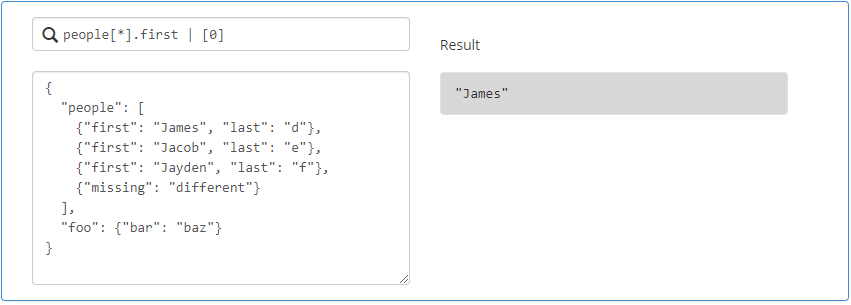 people[*].first | [0]
Result
"James"
{
  "people": [
    {"first": "James", "last": "d"},
    {"first": "Jacob", "last": "e"},
    {"first": "Jayden", "last": "f"},
    {"missing": "different"}
  ],
  "foo": {"bar": "baz"}
}